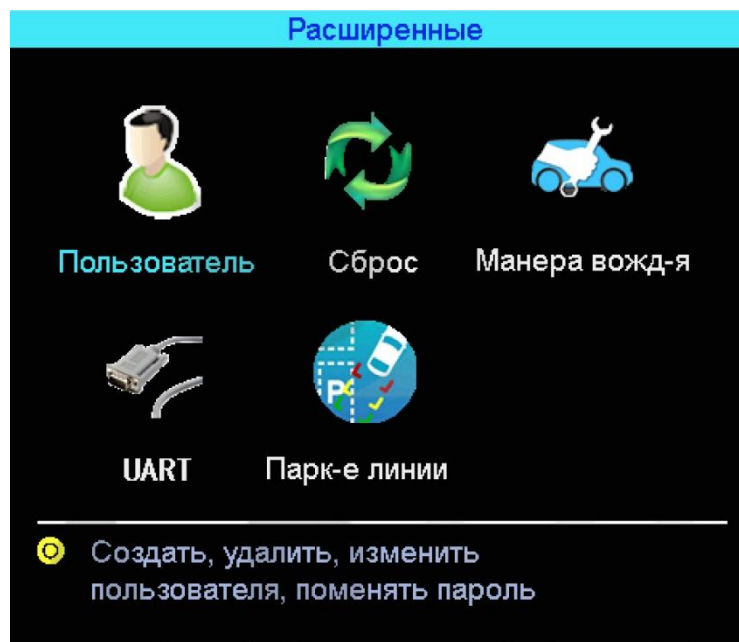 Расширенные
Пользователь Сброс Манера вожд-я
P
UART Парк-е линии
Создать, удалить, изменить
пользователя, поменять пароль